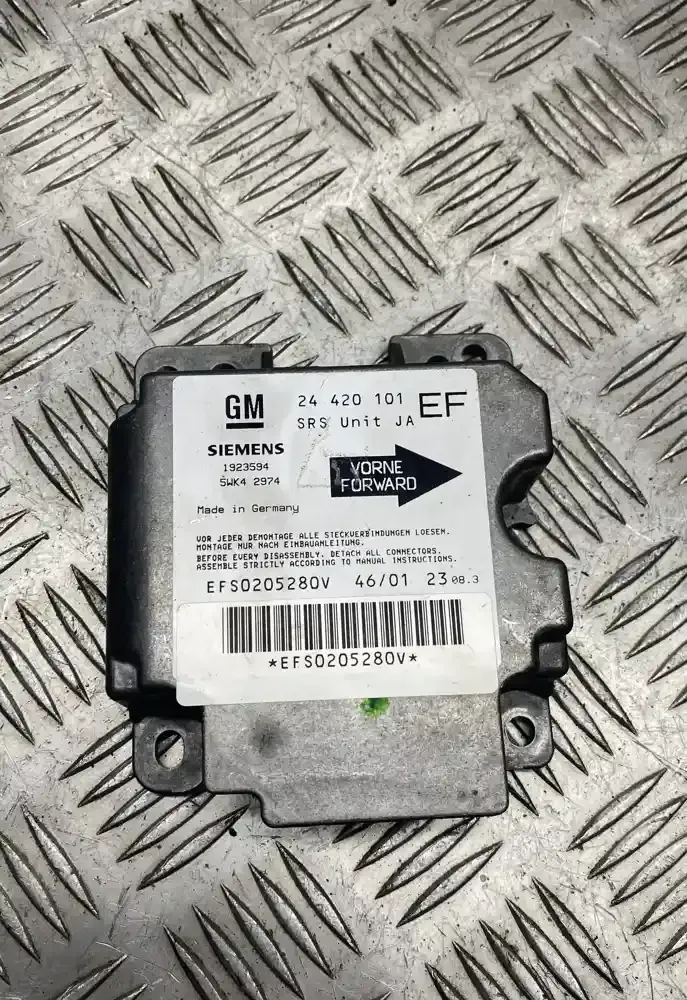 GM
24 420 101 EF
SRS Unit JA
SIEMENS
1923594
5WK4 2974
VORNE
FORWARD
Made in Germany
VOR JEDER DEMONTAGE ALLE STECKVERBINDUNGEN LOESEN.
MONTAGE NUR NACH EINBAUANLEITUNG.
BEFORE EVERY DISASSEMBLY. DETACH ALL CONNECTORS.
ASSEMBLE STRICTLY ACCORDING TO MANUAL INSTRUCTIONS.
EFS0205280V 46/01 23 08.3
*EFS0205280V*